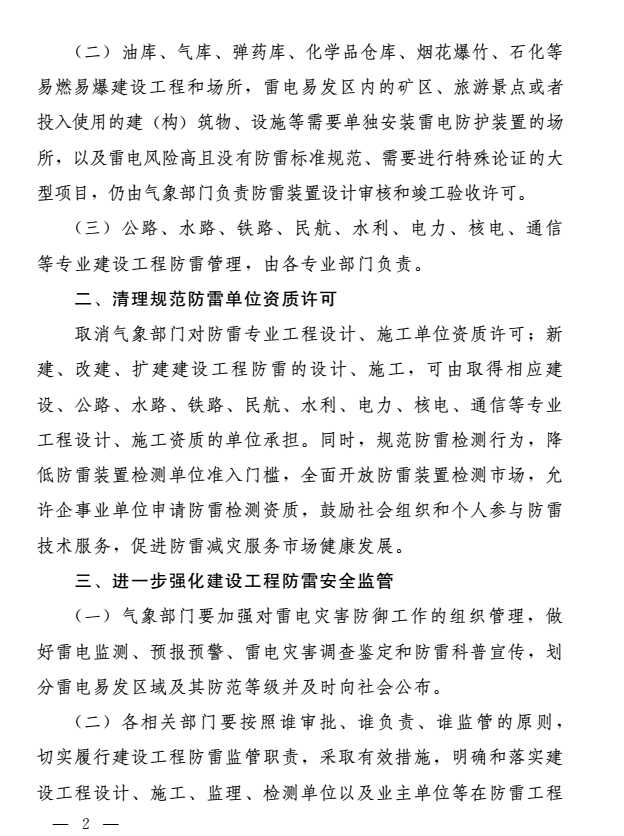 （二）油库、气库、弹药库、化学品仓库、烟花爆竹、石化等
易燃易爆建设工程和场所，雷电易发区内的矿区、旅游景点或者
投入使用的建（构）筑物、设施等需要单独安装雷电防护装置的场
所，以及雷电风险高且没有防雷标准规范、需要进行特殊论证的大
型项目，仍由气象部门负责防雷装置设计审核和竣工验收许可。
（三）公路、水路、铁路、民航、水利、电力、核电、通信
等专业建设工程防雷管理，由各专业部门负责。
二、清理规范防雷单位资质许可
取消气象部门对防雷专业工程设计、施工单位资质许可；新
建、改建、扩建建设工程防雷的设计、施工，可由取得相应建
设、公路、水路、铁路、民航、水利、电力、核电、通信等专业
工程设计、施工资质的单位承担。同时，规范防雷检测行为，降
低防雷装置检测单位准入门槛，全面开放防雷装置检测市场，允
许企事业单位申请防雷检测资质，鼓励社会组织和个人参与防雷
技术服务，促进防雷减灾服务市场健康发展。
三、进一步强化建设工程防雷安全监管
（一）气象部门要加强对雷电灾害防御工作的组织管理，做
好雷电监测、预报预警、雷电灾害调查鉴定和防雷科普宣传，划
分雷电易发区域及其防范等级并及时向社会公布。
（二）各相关部门要按照谁审批、谁负责、谁监管的原则，
切实履行建设工程防雷监管职责，采取有效措施，明确和落实建
设工程设计、施工、监理、检测单位以及业主单位等在防雷工程
— 2 —